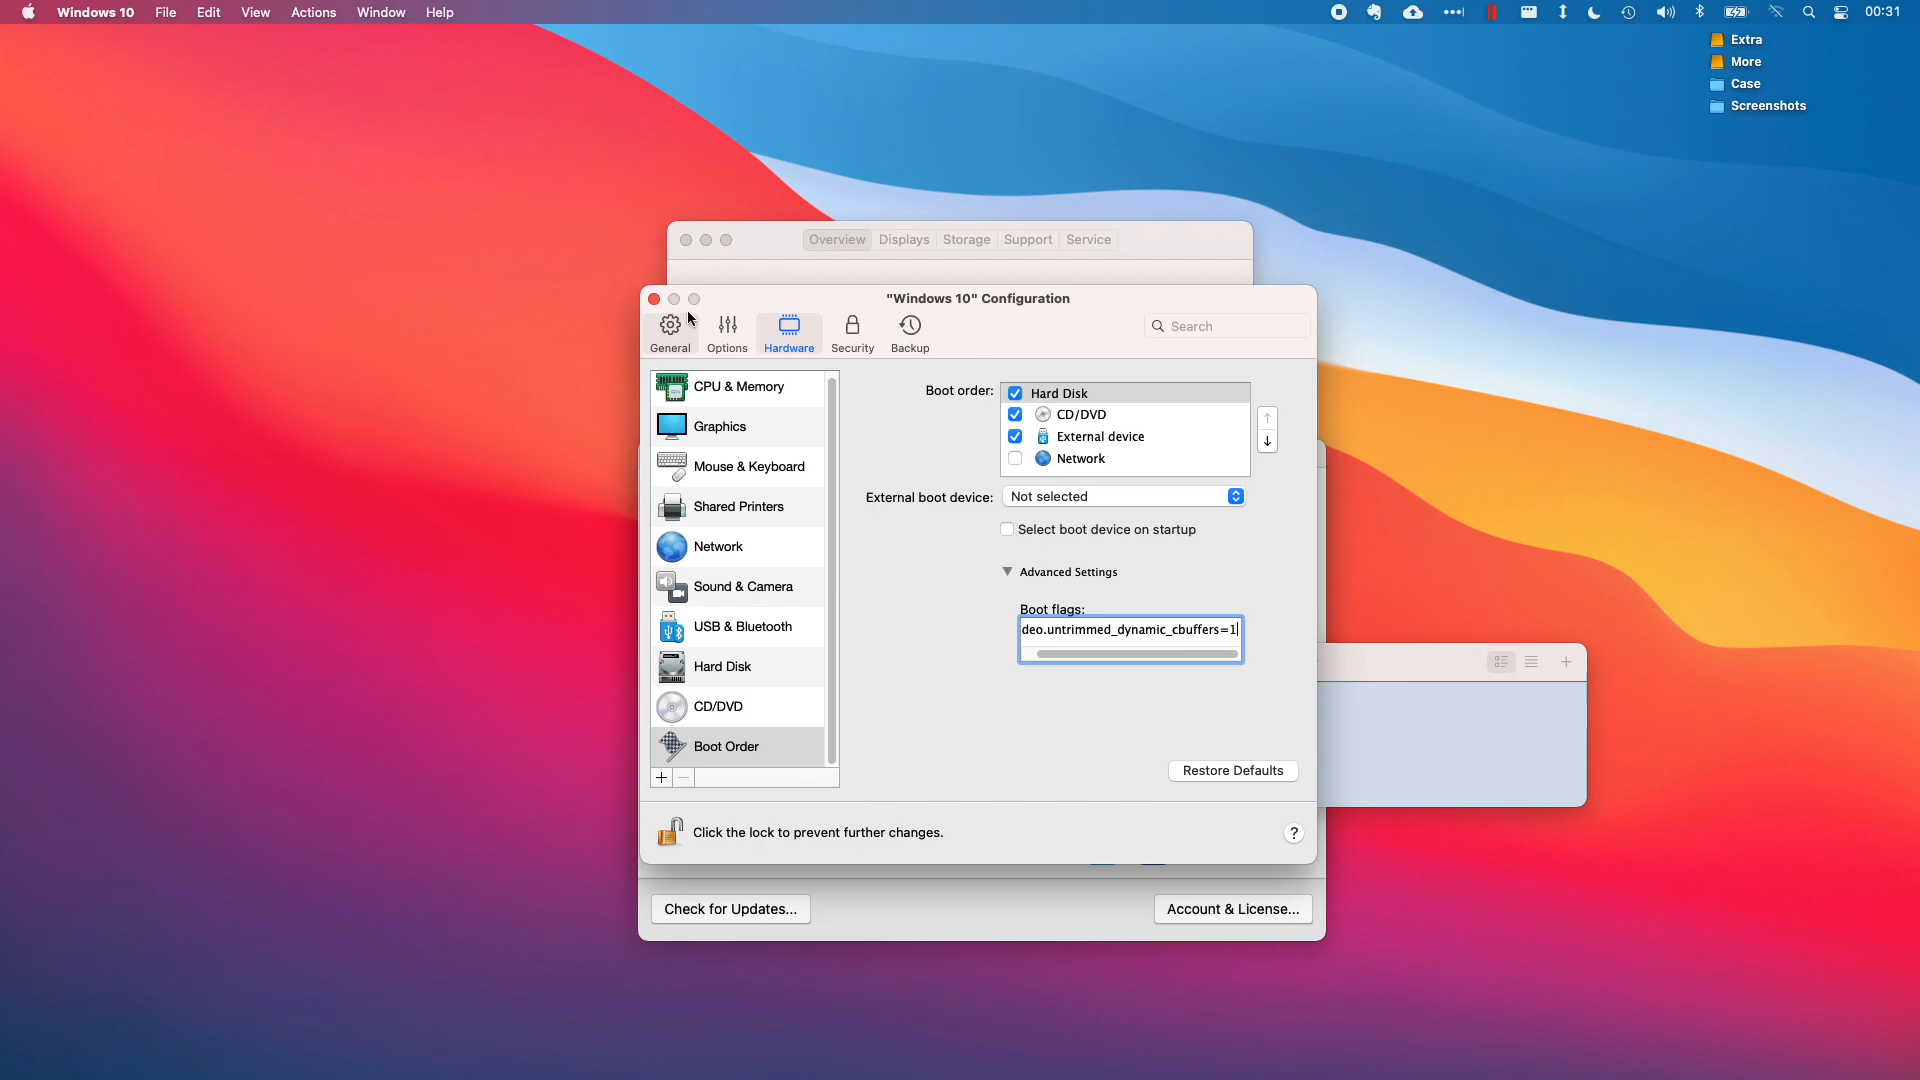 Windows 10 File Edit View Actions Window Help 00:31
Extra
More
Case
Screenshots
Overview Displays Storage Support Service
"Windows 10" Configuration
General Options Hardware Security Backup
Search
CPU & Memory
Graphics
Mouse & Keyboard
Shared Printers
Network
Sound & Camera
USB & Bluetooth
Hard Disk
CD/DVD
Boot Order
Boot order:
Hard Disk
CD/DVD
External device
Network
External boot device: Not selected
Select boot device on startup
Advanced Settings
Boot flags:
deo.untrimmed_dynamic_cbuffers=1
Restore Defaults
Click the lock to prevent further changes.
?
Check for Updates... Account & License...